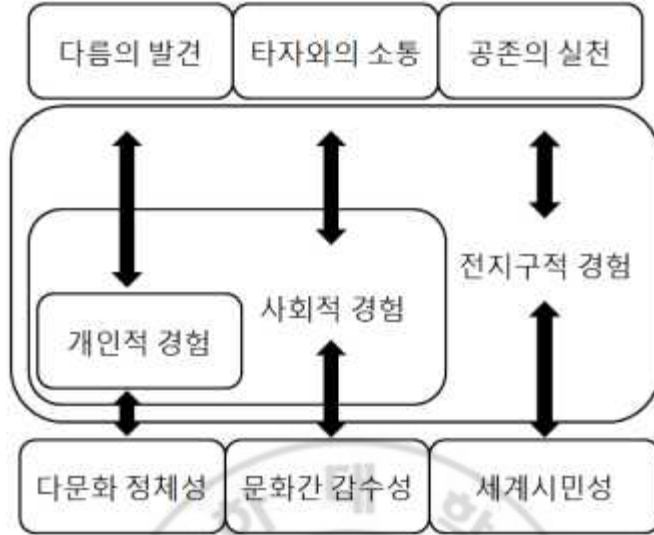 다름의 발견
타자와의 소통
공존의 실천
전지구적 경험
사회적 경험
개인적 경험
다문화 정체성
문화간 감수성
세계시민성
대
학